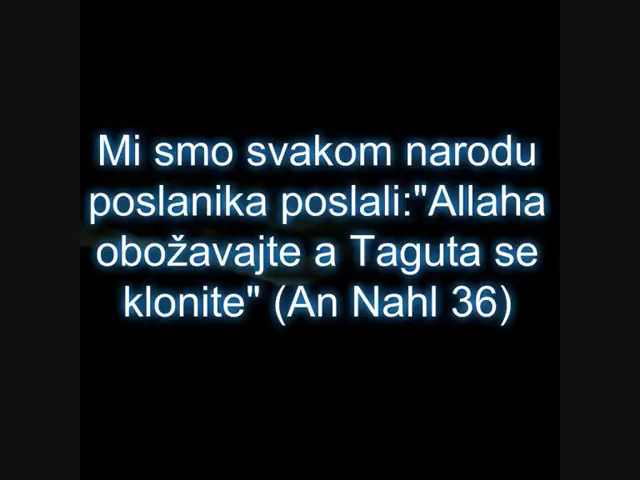 Mi smo svakom narodu
poslanika poslali:"Allaha
obožavajte a Taguta se
klonite" (An Nahl 36)